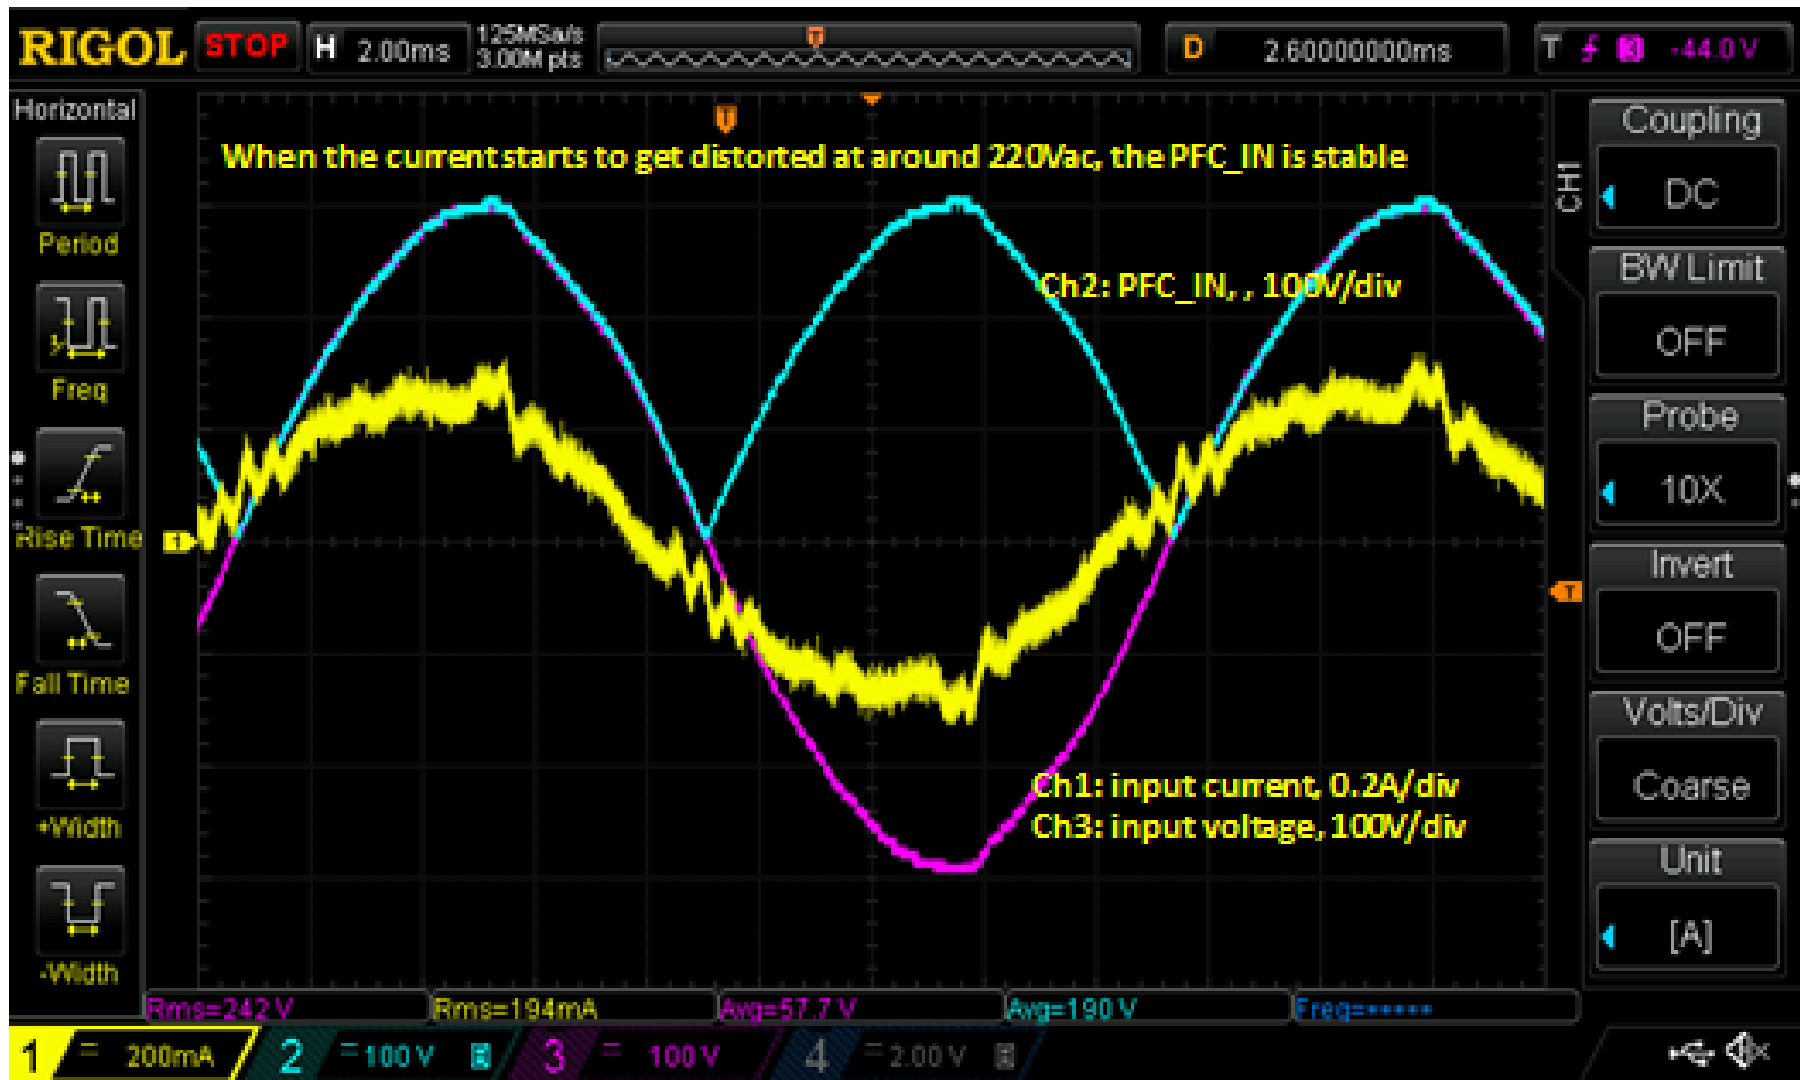 RIGOL STOP H 2.00ms 125MSa/s 3.00M pts T D 2.60000000ms T 3 -44.0 V
Horizontal
Period
Freq
Rise Time
Fall Time
+Width
-Width
T
When the current starts to get distorted at around 220Vac, the PFC_IN is stable
Ch2: PFC_IN, , 100V/div
1
T
Ch1: input current, 0.2A/div
Ch3: input voltage, 100V/div
CH1
Coupling
DC
BW Limit
OFF
Probe
10X
Invert
OFF
Volts/Div
Coarse
Unit
[A]
Rms=242 V Rms=194mA Avg=57.7 V Avg=190 V Freq=*****
1 = 200mA 2 = 100 V B 3 = 100 V 4 = 2.00 V B